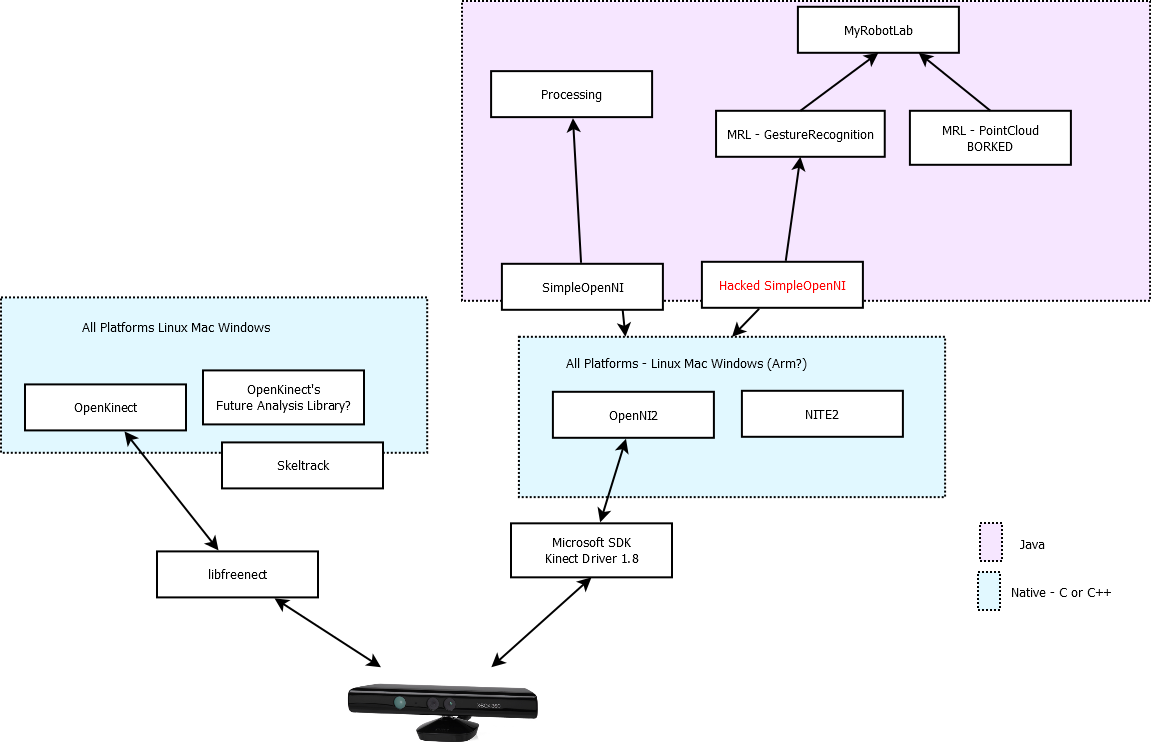 MyRobotLab
Processing
MRL - GestureRecognition
MRL - PointCloud
BORKED
SimpleOpenNI
Hacked SimpleOpenNI
All Platforms Linux Mac Windows
OpenKinect
OpenKinect's
Future Analysis Library?
Skeltrack
All Platforms - Linux Mac Windows (Arm?)
OpenNI2
NITE2
libfreenect
Microsoft SDK
Kinect Driver 1.8
Java
Native - C or C++
XBOX 360